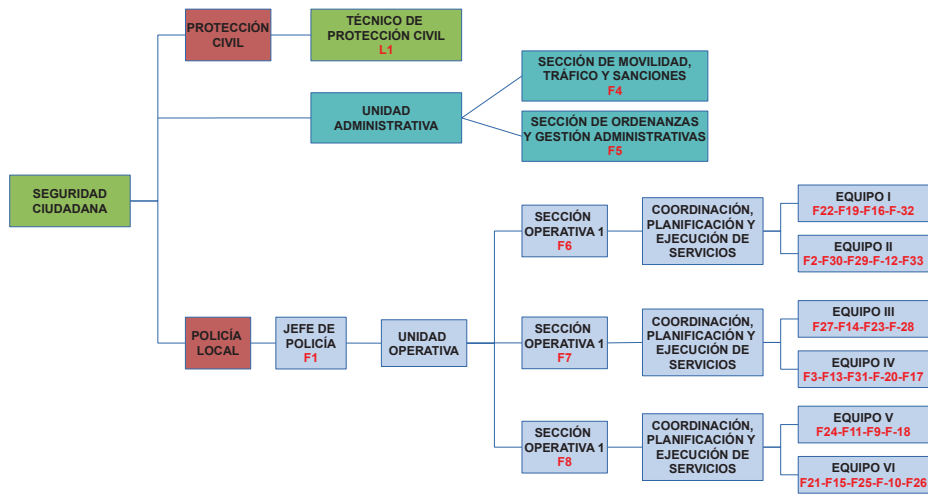 PROTECCIÓN
CIVIL
TÉCNICO DE
PROTECCIÓN CIVIL
L1
SECCIÓN DE MOVILIDAD,
TRÁFICO Y SANCIONES
F4
UNIDAD
ADMINISTRATIVA
SECCIÓN DE ORDENANZAS
Y GESTIÓN ADMINISTRATIVAS
F5
SEGURIDAD
CIUDADANA
SECCIÓN
OPERATIVA 1
F6
COORDINACIÓN,
PLANIFICACIÓN Y
EJECUCIÓN DE
SERVICIOS
EQUIPO I
F22-F19-F16-F-32
EQUIPO II
F2-F30-F29-F-12-F33
POLICÍA
LOCAL
JEFE DE
POLICÍA
F1
UNIDAD
OPERATIVA
SECCIÓN
OPERATIVA 1
F7
COORDINACIÓN,
PLANIFICACIÓN Y
EJECUCIÓN DE
SERVICIOS
EQUIPO III
F27-F14-F23-F-28
EQUIPO IV
F3-F13-F31-F-20-F17
SECCIÓN
OPERATIVA 1
F8
COORDINACIÓN,
PLANIFICACIÓN Y
EJECUCIÓN DE
SERVICIOS
EQUIPO V
F24-F11-F9-F-18
EQUIPO VI
F21-F15-F25-F-10-F26